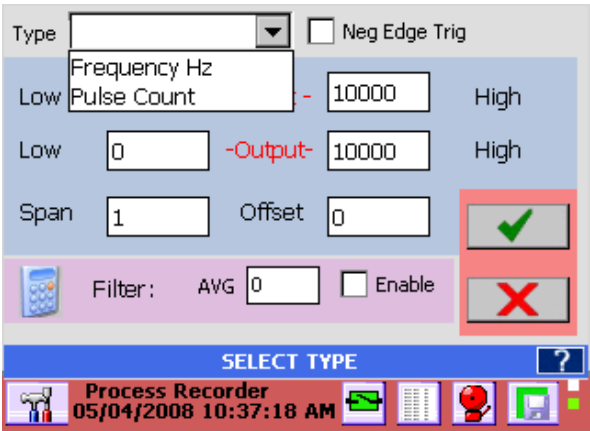 Type Neg Edge Trig
Frequency Hz
Low Pulse Count - 10000 High
Low 0 -Output- 10000 High
Span 1 Offset 0
Filter: AVG 0 Enable
SELECT TYPE ?
Process Recorder
05/04/2008 10:37:18 AM